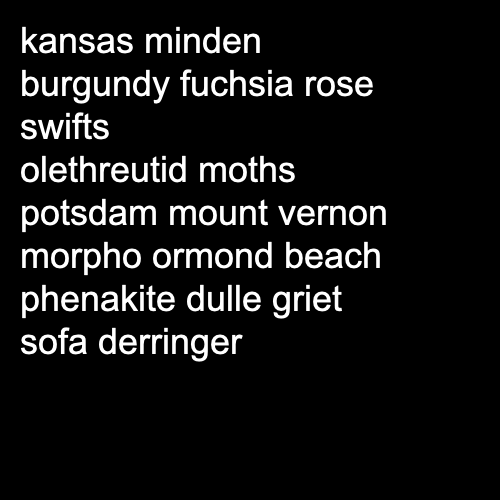 kansas minden
burgundy fuchsia rose
swifts
olethreutid moths
potsdam mount vernon
morpho ormond beach
phenakite dulle griet
sofa derringer